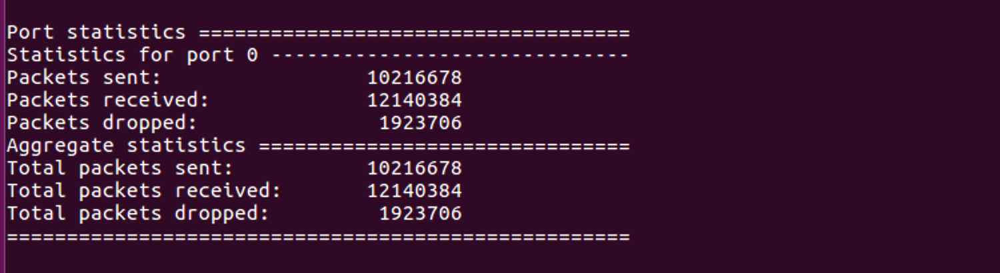 Port statistics ====================================
Statistics for port 0 ------------------------------
Packets sent:                 10216678
Packets received:             12140384
Packets dropped:               1923706
Aggregate statistics ===============================
Total packets sent:           10216678
Total packets received:       12140384
Total packets dropped:         1923706
====================================================